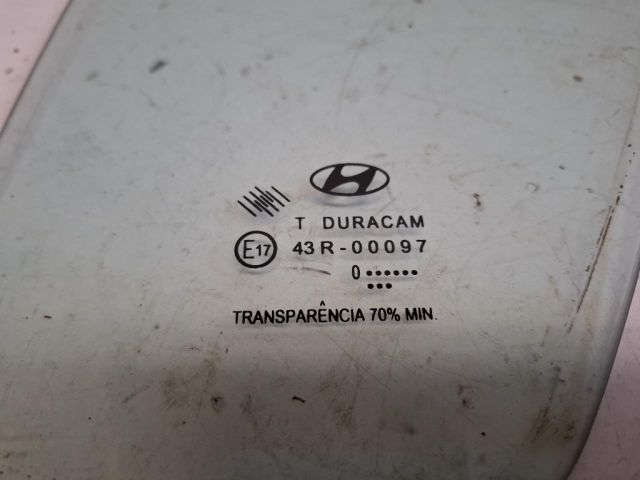 T DURACAM
E17 43R-00097
0
TRANSPARÊNCIA 70% MIN.